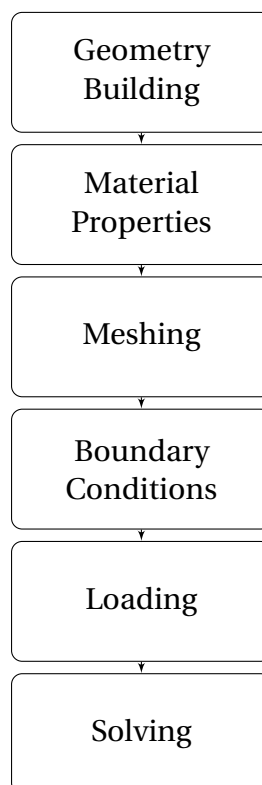 Geometry
Building
Material
Properties
Meshing
Boundary
Conditions
Loading
Solving